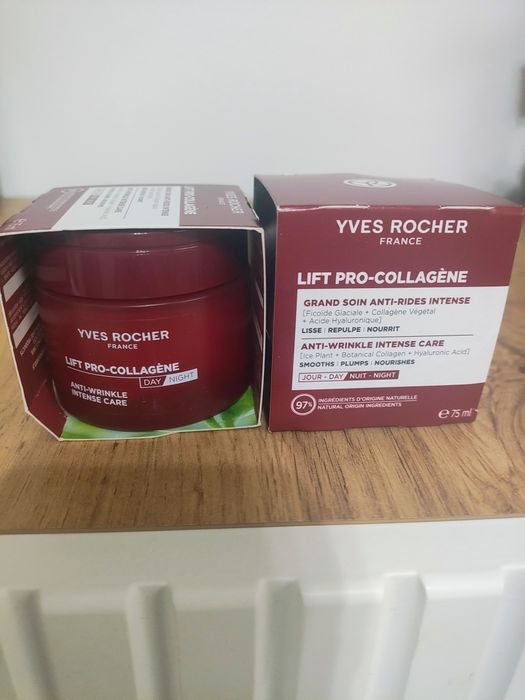 YVES ROCHER
FRANCE
LIFT PRO-COLLAGÈNE
DAY NIGHT
ANTI-WRINKLE
INTENSE CARE
YVES ROCHER
FRANCE
LIFT PRO-COLLAGÈNE
GRAND SOIN ANTI-RIDES INTENSE
[Ficoïde Glaciale + Collagène Végétal
+ Acide Hyaluronique]
LISSE | REPULPE | NOURRIT
ANTI-WRINKLE INTENSE CARE
[Ice Plant + Botanical Collagen + Hyaluronic Acid]
SMOOTHS | PLUMPS | NOURISHES
JOUR - DAY NUIT - NIGHT
97% INGRÉDIENTS D'ORIGINE NATURELLE
NATURAL ORIGIN INGREDIENTS
℮ 75 ml